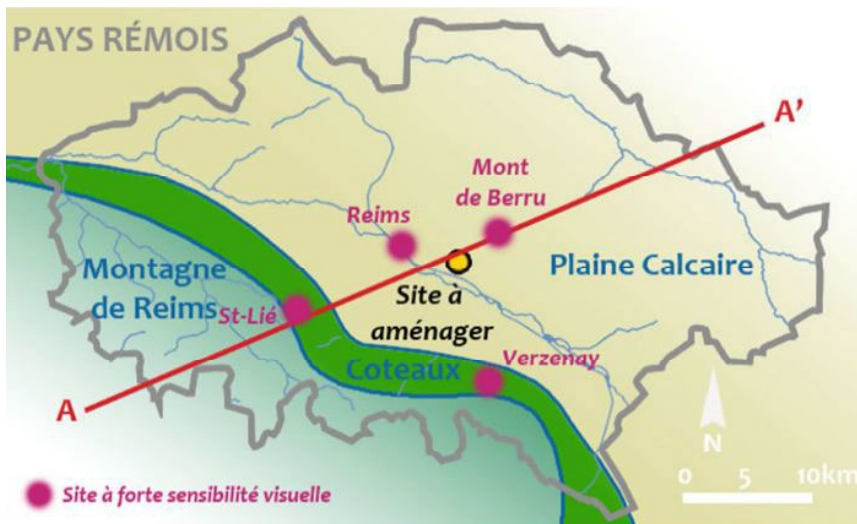 PAYS RÉMOIS
A'
Mont
de Berru
Reims
Montagne
de Reims
Plaine Calcaire
St-Lié
Site à
aménager
Coteaux
Verzenay
A
N
0 5 10km
Site à forte sensibilité visuelle